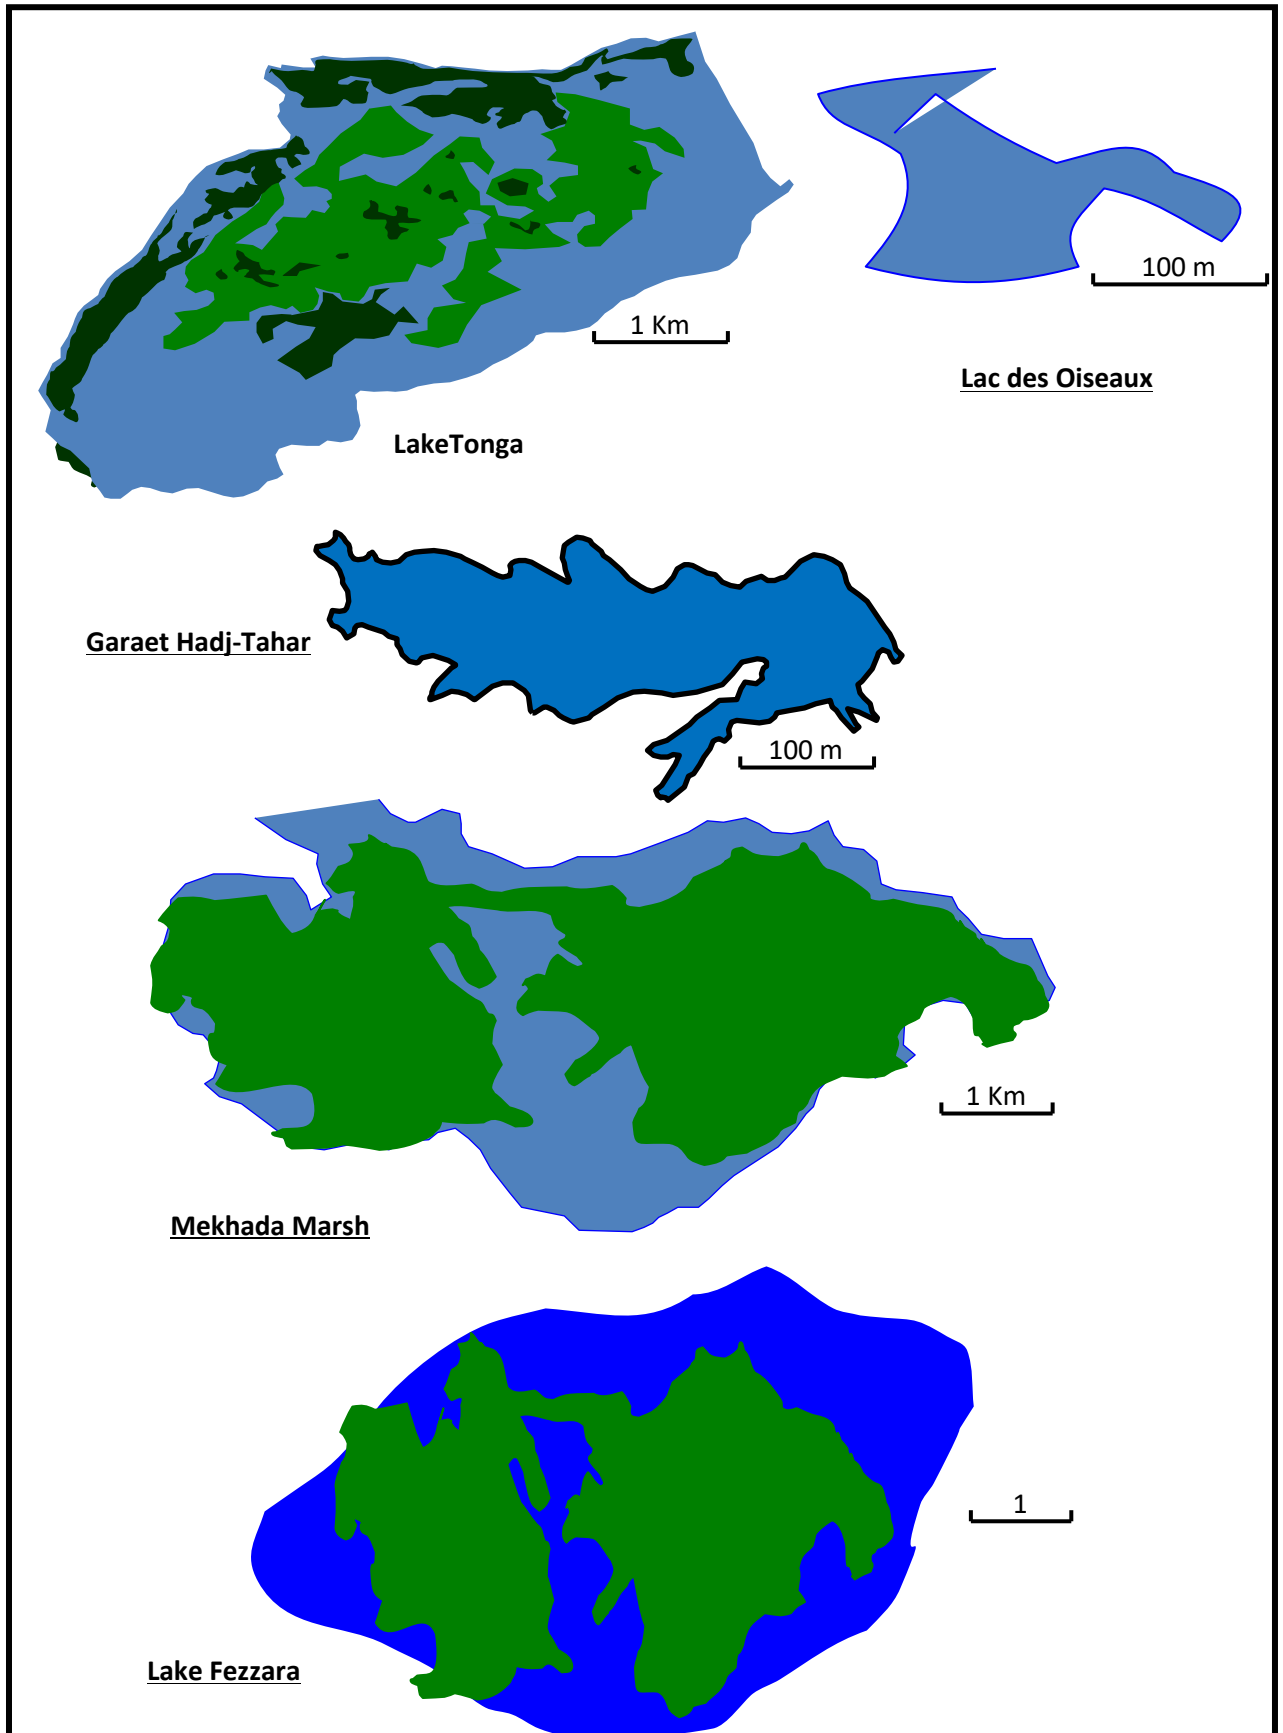 100 m
1 Km
Lac des Oiseaux
LakeTonga
Garaet Hadj-Tahar
100 m
1 Km
Mekhada Marsh
1
Lake Fezzara